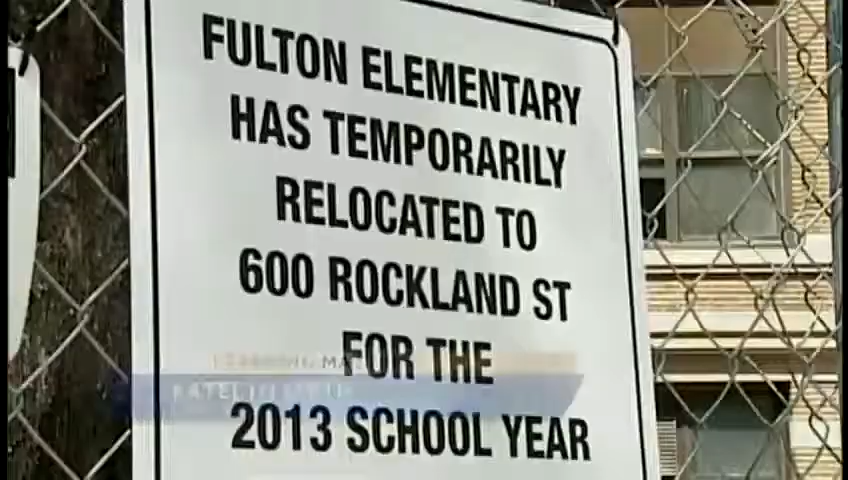 FULTON ELEMENTARY
HAS TEMPORARILY
RELOCATED TO
600 ROCKLAND ST
FOR THE
2013 SCHOOL YEAR